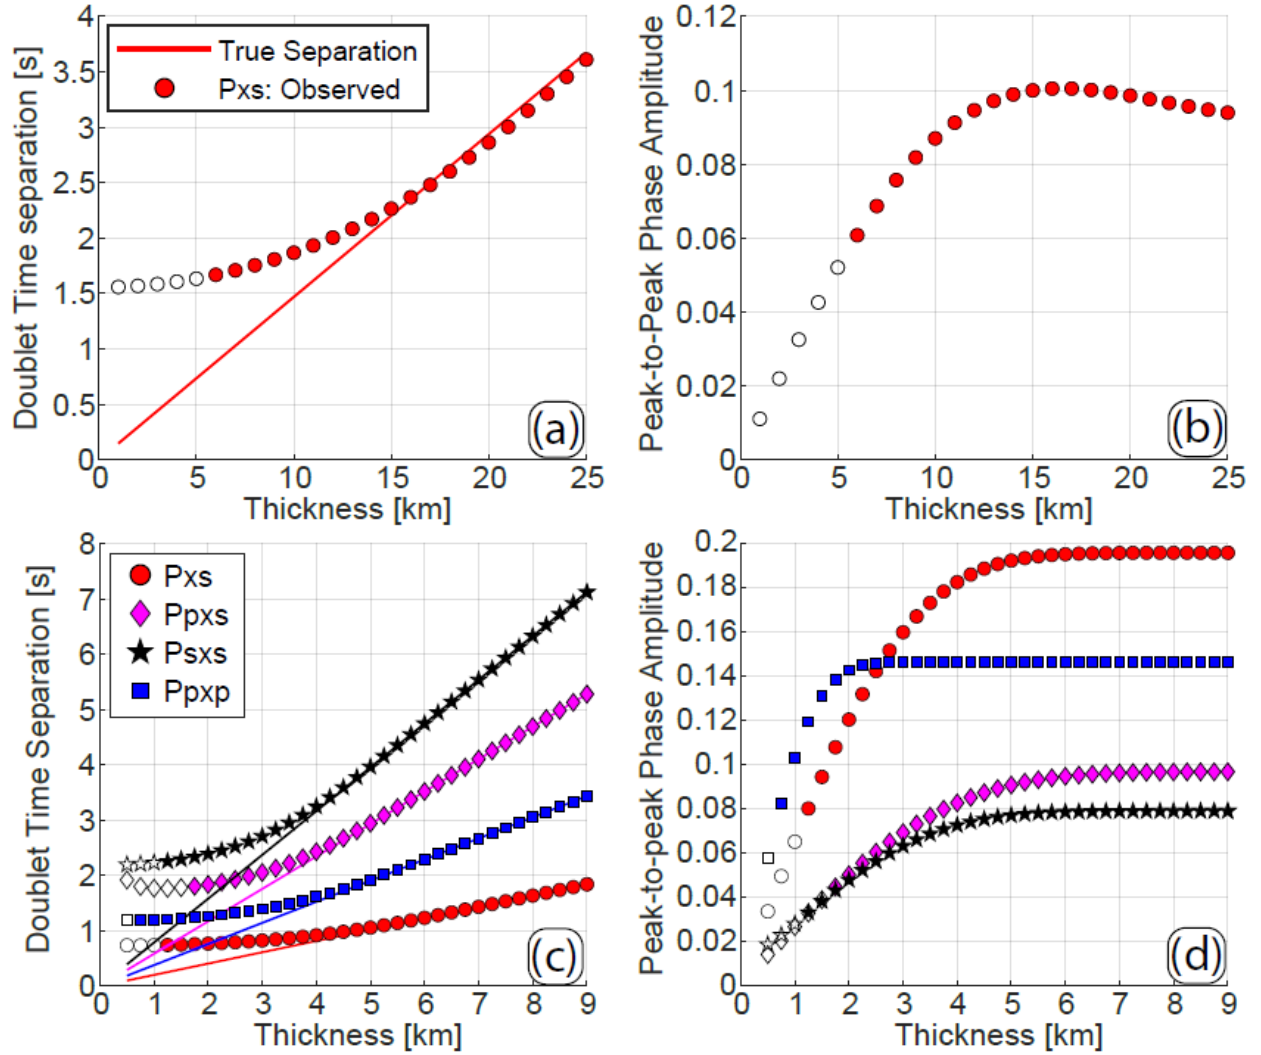 Doublet Time separation [s]
4
3.5
3
2.5
2
1.5
1
0.5
0
True Separation
Pxs: Observed
(a)
0 5 10 15 20 25
Thickness [km]
Peak-to-Peak Phase Amplitude
0.12
0.1
0.08
0.06
0.04
0.02
0
(b)
0 5 10 15 20 25
Thickness [km]
Doublet Time Separation [s]
8
7
6
5
4
3
2
1
0
Pxs
Ppxs
Psxs
Ppxp
(c)
0 1 2 3 4 5 6 7 8 9
Thickness [km]
Peak-to-peak Phase Amplitude
0.2
0.18
0.16
0.14
0.12
0.1
0.08
0.06
0.04
0.02
0
(d)
0 1 2 3 4 5 6 7 8 9
Thickness [km]